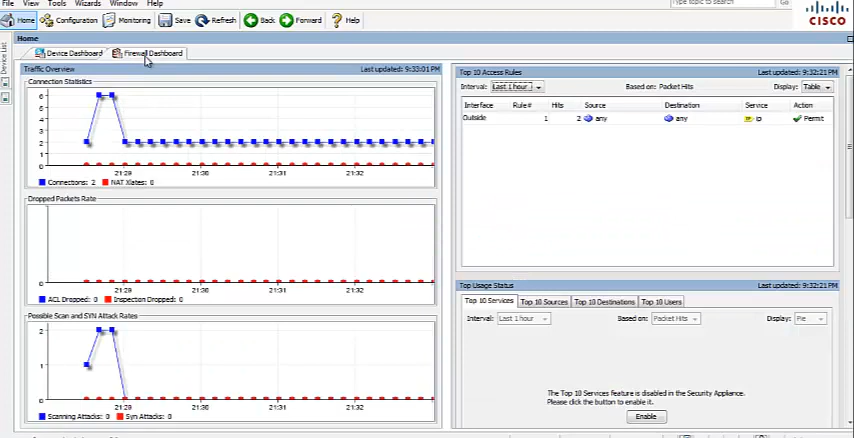 File View Tools Wizards Window Help
Type topic to search Go
Home Configuration Monitoring Save Refresh Back Forward Help
CISCO
Device List
Home
Device Dashboard Firewall Dashboard
Traffic Overview Last updated: 9:33:01 PM
Connection Statistics
6
5
4
3
2
1
0
21:29 21:30 21:31 21:32
Connections: 2 NAT Xlates: 0
Dropped Packets Rate
0
21:29 21:30 21:31 21:32
ACL Dropped: 0 Inspection Dropped: 0
Possible Scan and SYN Attack Rates
2
1
0
21:29 21:30 21:31 21:32
Scanning Attacks: 0 Syn Attacks: 0
Top 10 Access Rules Last updated: 9:32:21 PM
Interval: Last 1 hour Based on: Packet Hits Display: Table
Interface Rule# Hits Source Destination Service Action
Outside 1 2 any any ip Permit
Top Usage Status Last updated: 9:32:21 PM
Top 10 Services Top 10 Sources Top 10 Destinations Top 10 Users
Interval: Last 1 hour Based on: Packet Hits Display: Pie
The Top 10 Services feature is disabled in the Security Appliance.
Please click the button to enable it.
Enable